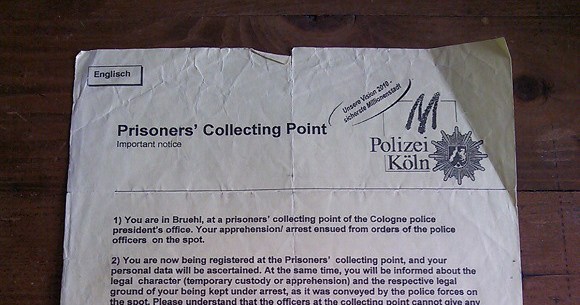 Englisch
Unsere Vision 2010 -
sicherste Millionenstadt
M
Prisoners' Collecting Point
Important notice
Polizei
Köln
1) You are in Bruehl, at a prisoners' collecting point of the Cologne police
president's office. Your apprehension/ arrest ensued from orders of the police
officers on the spot.
2) You are now being registered at the Prisoners' collecting point, and your
personal data will be ascertained. At the same time, you will be informed about the
legal character (temporary custody or apprehension) and the respective legal
ground of your being kept under arrest, as it was conveyed by the police forces on
the spot. Please understand that the officers at the collecting point cannot give any